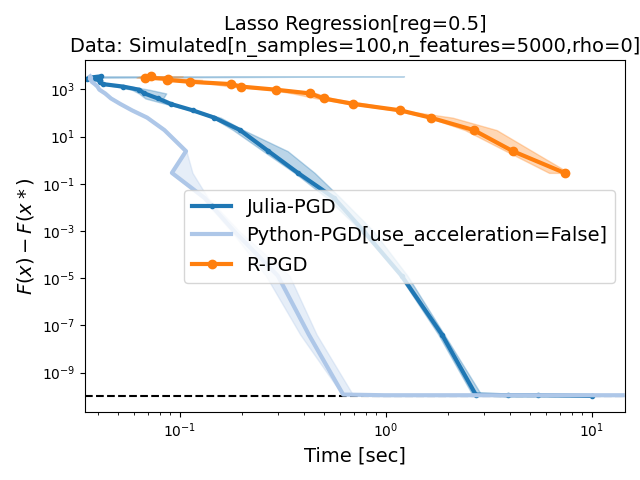 Lasso Regression[reg=0.5]
Data: Simulated[n_samples=100,n_features=5000,rho=0]
F(x) − F(x*)
10³
10¹
10⁻¹
10⁻³
10⁻⁵
10⁻⁷
10⁻⁹
Julia-PGD
Python-PGD[use_acceleration=False]
R-PGD
10⁻¹ 10⁰ 10¹
Time [sec]